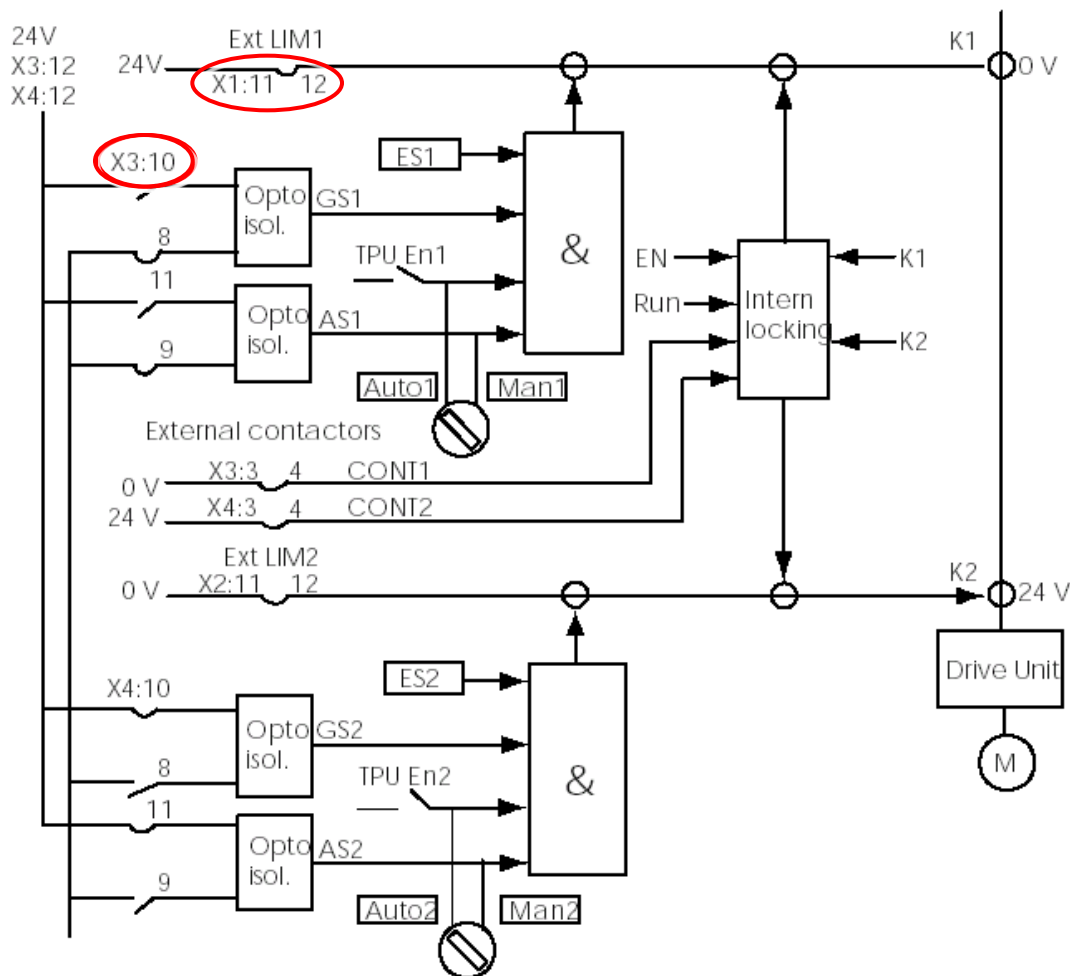 24V
X3:12
X4:12
Ext LIM1
24V
X1:11 12
K1
0 V
X3:10
ES1
Opto
isol.
GS1
8
&
TPU En1
EN
K1
11
Run
Intern
locking
Opto
isol.
AS1
9
K2
Auto1
Man1
External contactors
X3:3 4 CONT1
0 V
X4:3 4 CONT2
24 V
Ext LIM2
0 V
X2:11 12
K2
24 V
ES2
Drive Unit
X4:10
Opto
isol.
GS2
8
TPU En2
&
M
11
Opto
isol.
AS2
9
Auto2
Man2